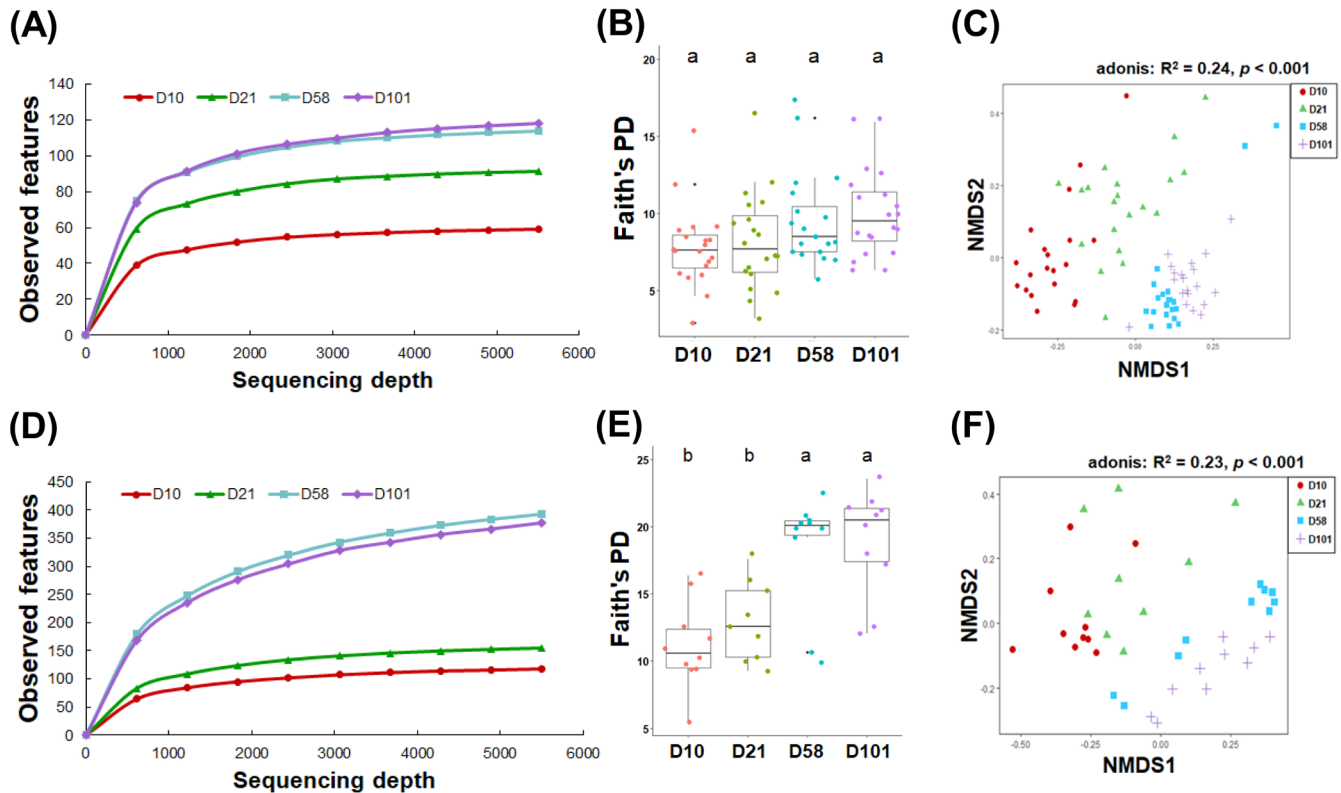 (A)
140
120
100
80
60
40
20
0
D10 D21 D58 D101
Observed features
0 1000 2000 3000 4000 5000 6000
Sequencing depth
(B)
20
15
10
5
a a a a
Faith's PD
D10 D21 D58 D101
(C)
adonis: R² = 0.24, p < 0.001
D10
D21
D58
D101
0.4
0.2
0.0
-0.2
NMDS2
-0.25 0.00 0.25
NMDS1
(D)
450
400
350
300
250
200
150
100
50
0
D10 D21 D58 D101
Observed features
0 1000 2000 3000 4000 5000 6000
Sequencing depth
(E)
25
20
15
10
5
b b a a
Faith's PD
D10 D21 D58 D101
(F)
adonis: R² = 0.23, p < 0.001
D10
D21
D58
D101
0.4
0.2
0.0
-0.2
NMDS2
-0.50 -0.25 0.00 0.25
NMDS1